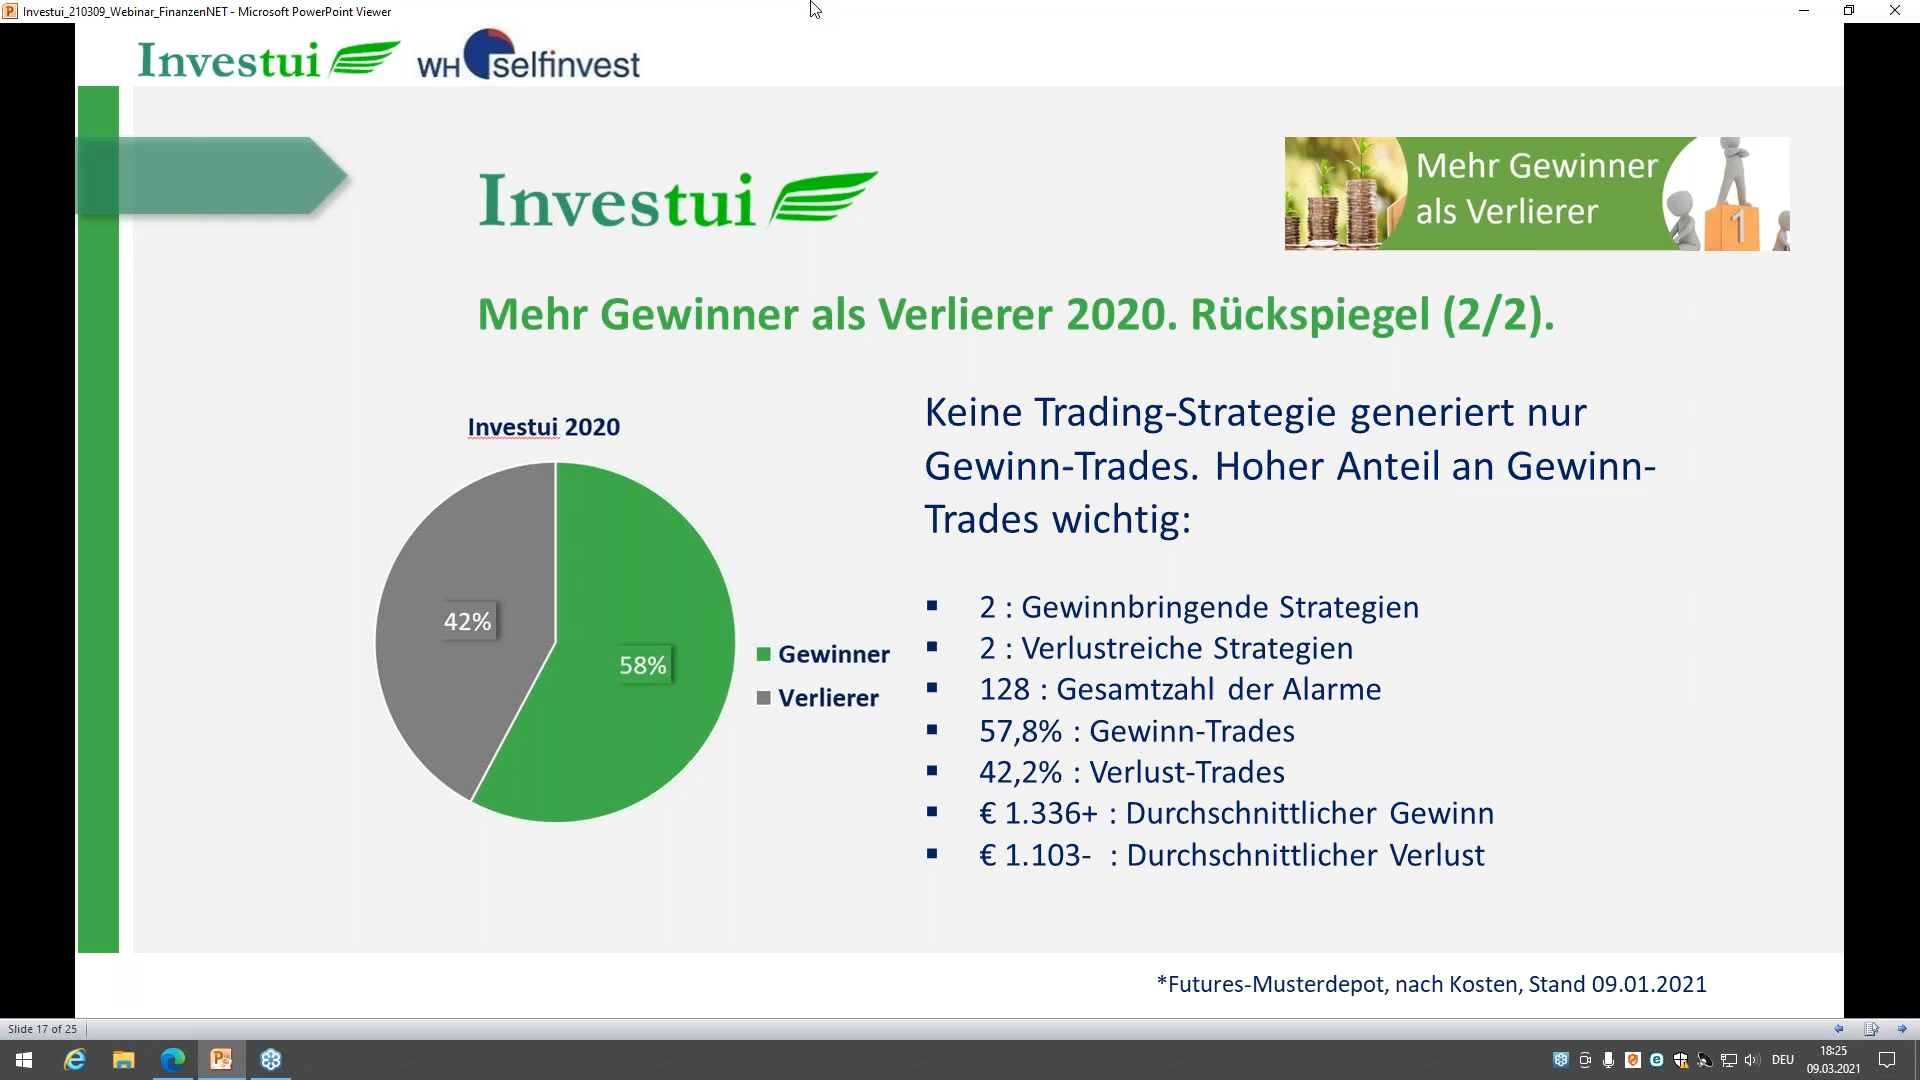 Investui_210309_Webinar_FinanzenNET - Microsoft PowerPoint Viewer
Investui
WH selfinvest
Investui
Mehr Gewinner
als Verlierer
1
Mehr Gewinner als Verlierer 2020. Rückspiegel (2/2).
Investui 2020
42%
58%
Gewinner
Verlierer
Keine Trading-Strategie generiert nur
Gewinn-Trades. Hoher Anteil an Gewinn-
Trades wichtig:
2 : Gewinnbringende Strategien
2 : Verlustreiche Strategien
128 : Gesamtzahl der Alarme
57,8% : Gewinn-Trades
42,2% : Verlust-Trades
€ 1.336+ : Durchschnittlicher Gewinn
€ 1.103- : Durchschnittlicher Verlust
*Futures-Musterdepot, nach Kosten, Stand 09.01.2021
Slide 17 of 25
DEU
18:25
09.03.2021